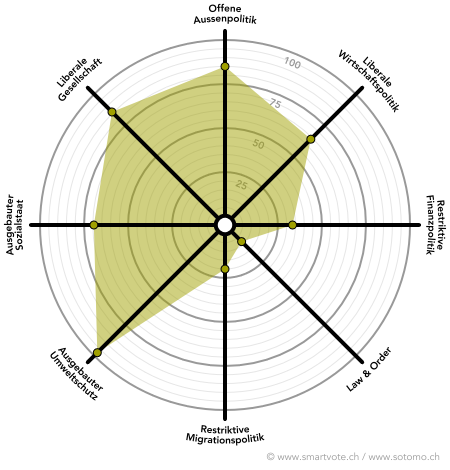 Offene
Aussenpolitik
Liberale
Wirtschaftspolitik
Restriktive
Finanzpolitik
Law & Order
Restriktive
Migrationspolitik
Ausgebauter
Umweltschutz
Ausgebauter
Sozialstaat
Liberale
Gesellschaft
100
75
50
25
© www.smartvote.ch / www.sotomo.ch